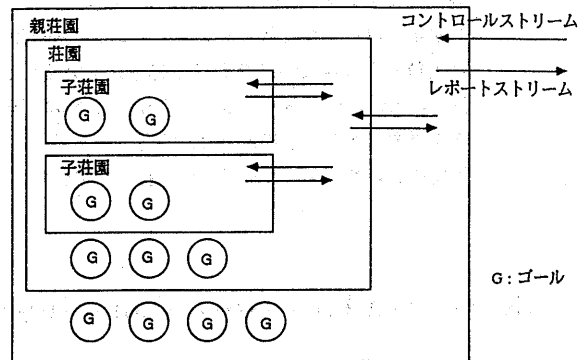 親荘園
コントロールストリーム
荘園
レポートストリーム
子荘園
G G
子荘園
G G
G G G
G:ゴール
G G G G